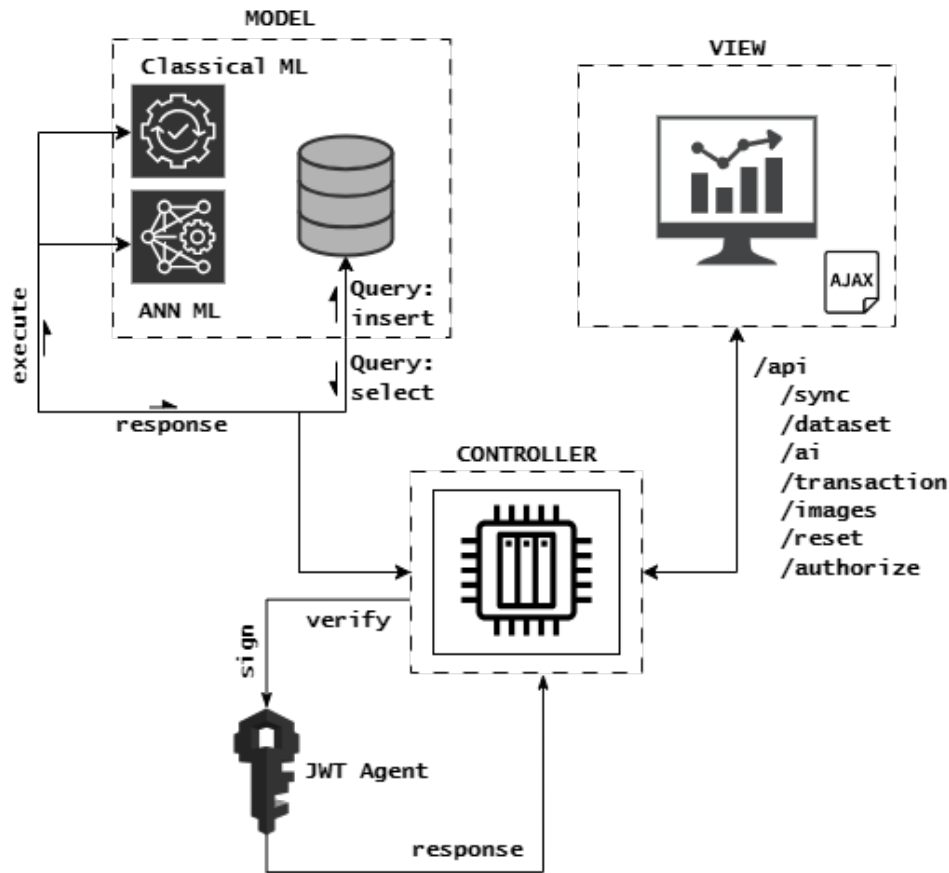 MODEL
Classical ML
ANN ML
Query:
insert
Query:
select
execute
response
VIEW
AJAX
/api
/sync
/dataset
/ai
/transaction
/images
/reset
/authorize
CONTROLLER
verify
sign
JWT Agent
response